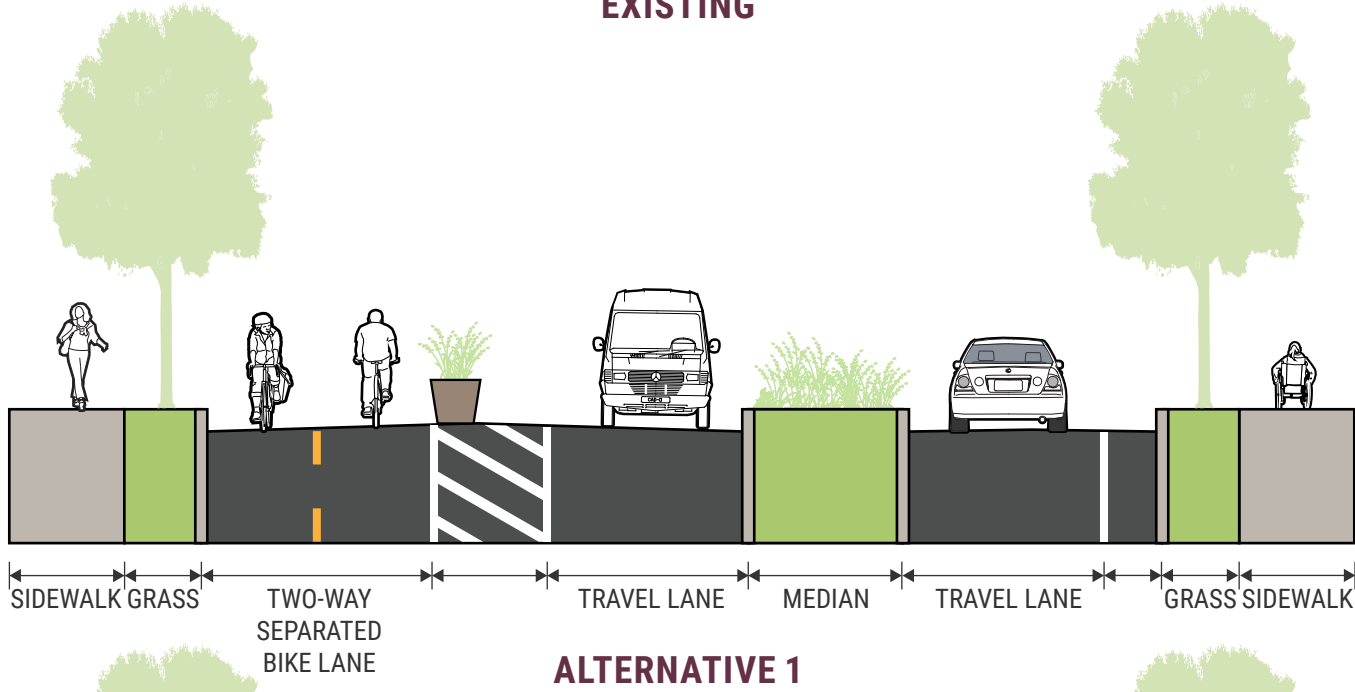 EXISTING
SIDEWALK GRASS TWO-WAY SEPARATED BIKE LANE TRAVEL LANE MEDIAN TRAVEL LANE GRASS SIDEWALK
ALTERNATIVE 1